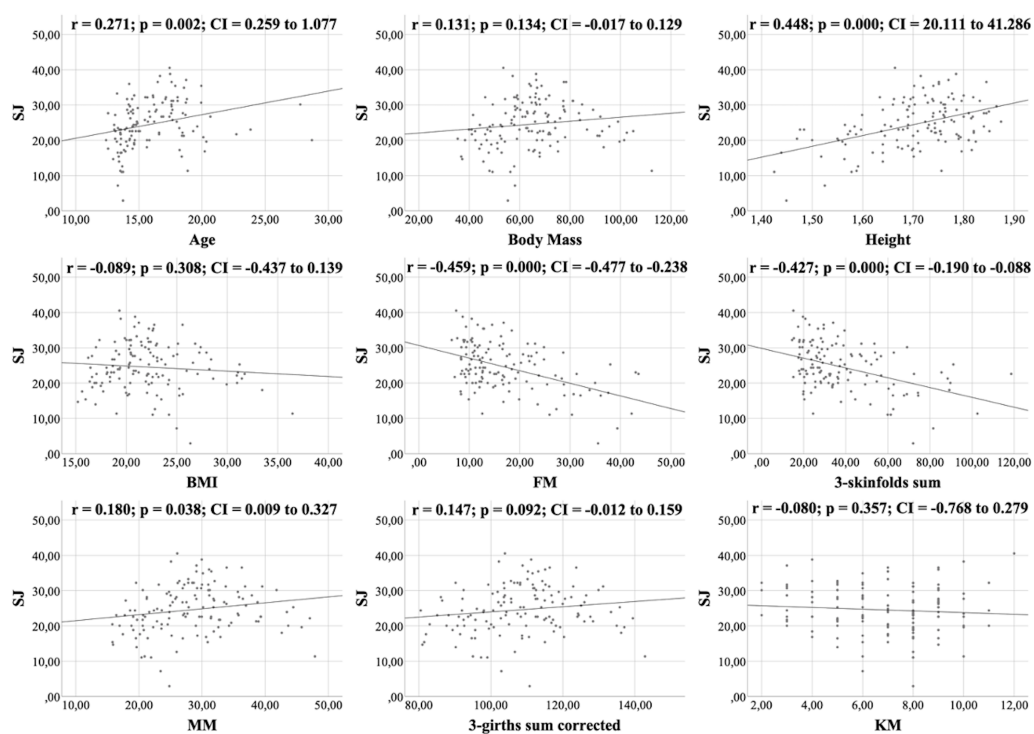 r = 0.271; p = 0.002; CI = 0.259 to 1.077
50,00
40,00
30,00
20,00
10,00
,00
SJ
10,00 15,00 20,00 25,00 30,00
Age
r = 0.131; p = 0.134; CI = -0.017 to 0.129
50,00
40,00
30,00
20,00
10,00
,00
SJ
20,00 40,00 60,00 80,00 100,00 120,00
Body Mass
r = 0.448; p = 0.000; CI = 20.111 to 41.286
50,00
40,00
30,00
20,00
10,00
,00
SJ
1,40 1,50 1,60 1,70 1,80 1,90
Height
r = -0.089; p = 0.308; CI = -0.437 to 0.139
50,00
40,00
30,00
20,00
10,00
,00
SJ
15,00 20,00 25,00 30,00 35,00 40,00
BMI
r = -0.459; p = 0.000; CI = -0.477 to -0.238
50,00
40,00
30,00
20,00
10,00
,00
SJ
,00 10,00 20,00 30,00 40,00 50,00
FM
r = -0.427; p = 0.000; CI = -0.190 to -0.088
50,00
40,00
30,00
20,00
10,00
,00
SJ
,00 20,00 40,00 60,00 80,00 100,00 120,00
3-skinfolds sum
r = 0.180; p = 0.038; CI = 0.009 to 0.327
50,00
40,00
30,00
20,00
10,00
,00
SJ
10,00 20,00 30,00 40,00 50,00
MM
r = 0.147; p = 0.092; CI = -0.012 to 0.159
50,00
40,00
30,00
20,00
10,00
,00
SJ
80,00 100,00 120,00 140,00
3-girths sum corrected
r = -0.080; p = 0.357; CI = -0.768 to 0.279
50,00
40,00
30,00
20,00
10,00
,00
SJ
2,00 4,00 6,00 8,00 10,00 12,00
KM